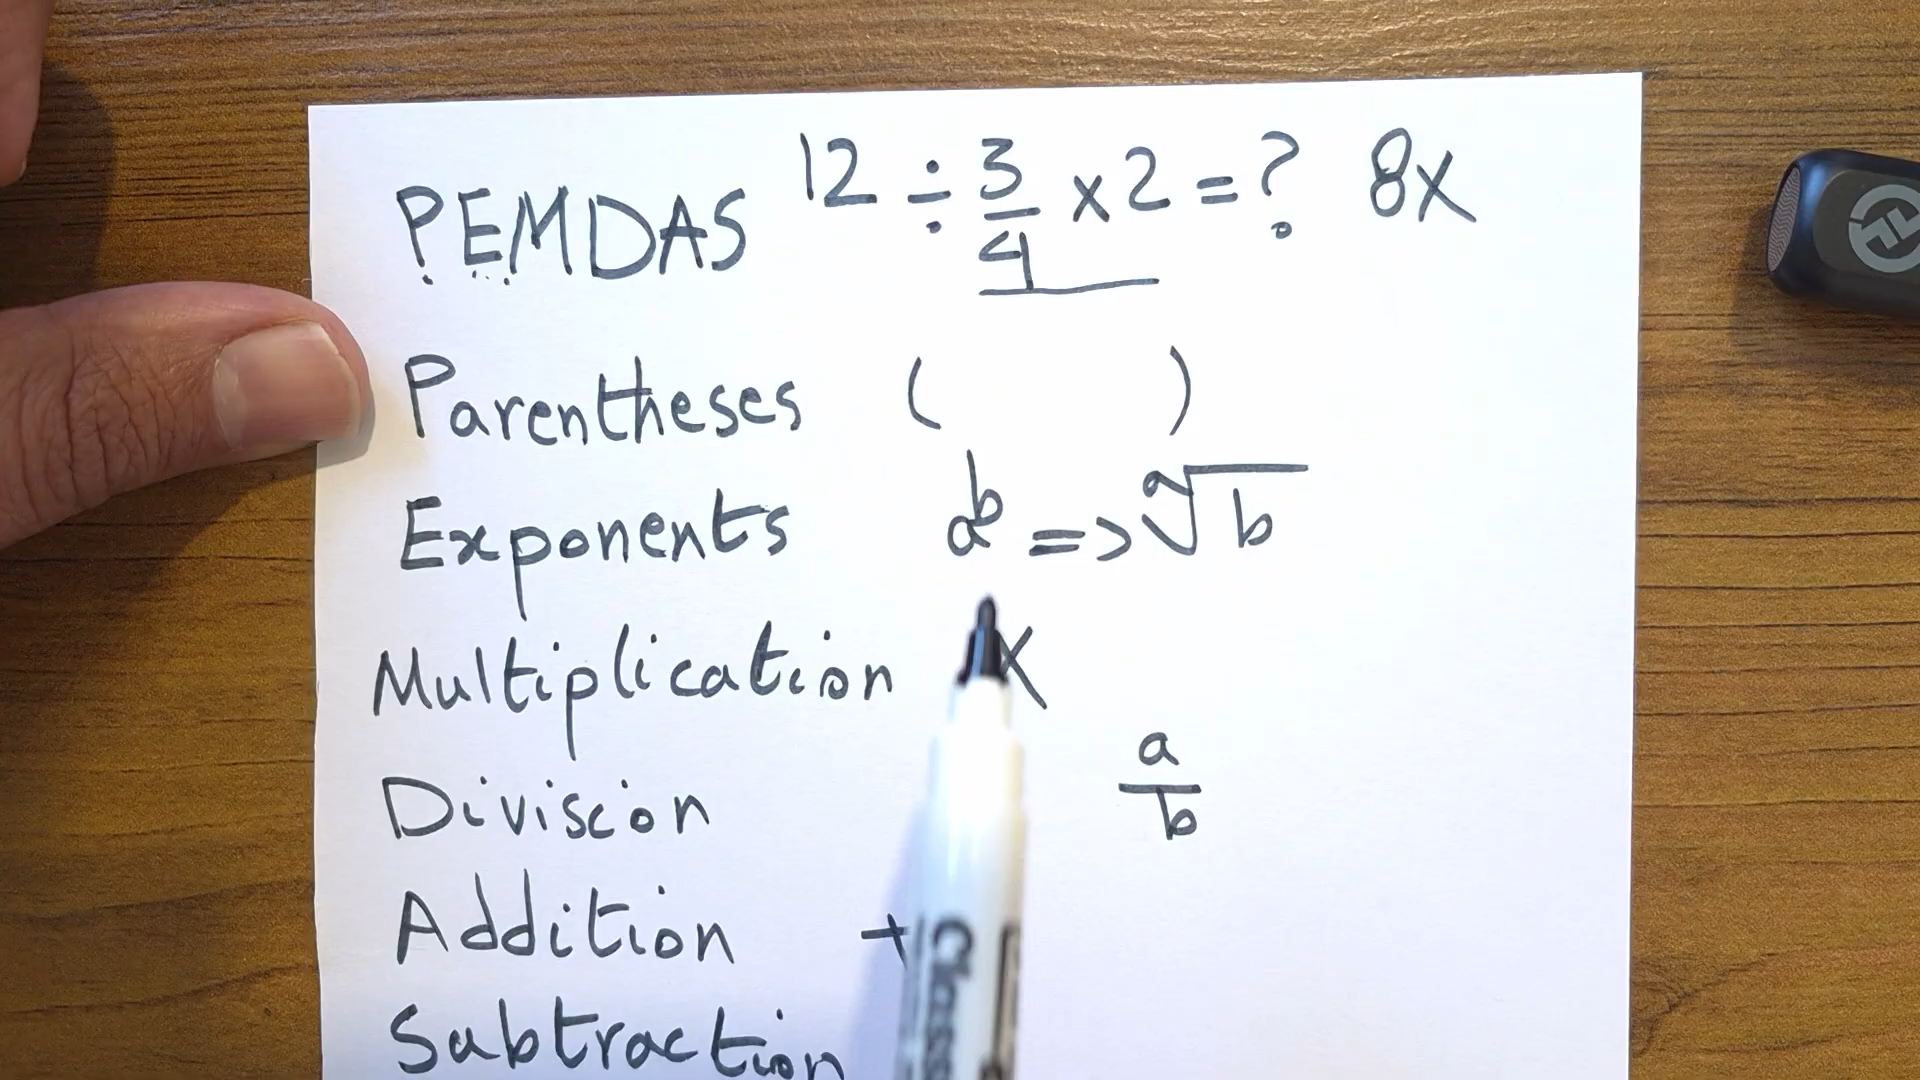 PEMDAS 12 ÷ 3/4 x 2 = ? 8x
Parentheses ( )
Exponents a^b => ᵃ√b
Multiplication X
a/b
Division
Addition +
Subtraction